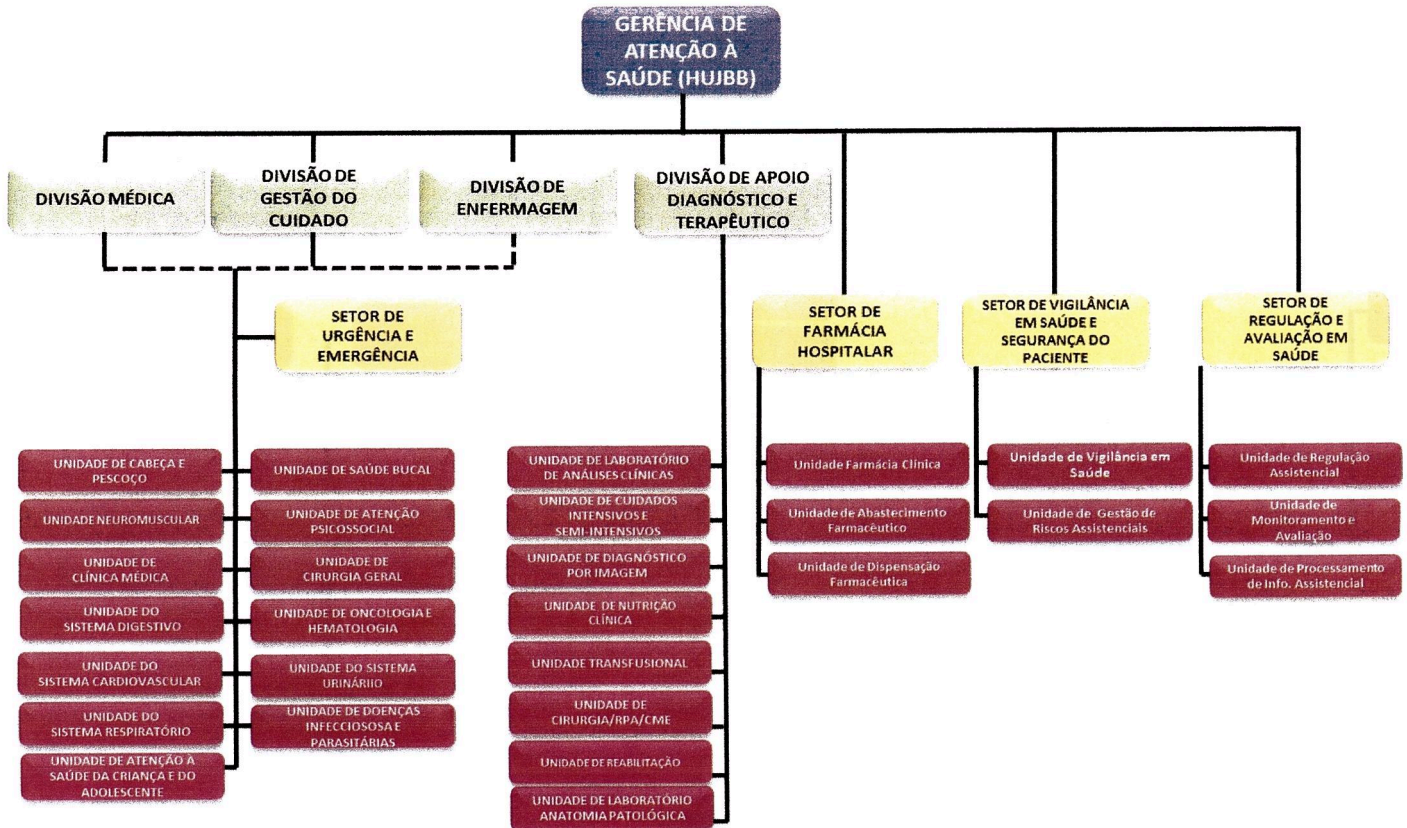 GERÊNCIA DE
ATENÇÃO À
SAÚDE (HUJBB)
DIVISÃO MÉDICA
DIVISÃO DE
GESTÃO DO
CUIDADO
DIVISÃO DE
ENFERMAGEM
DIVISÃO DE APOIO
DIAGNÓSTICO E
TERAPÊUTICO
SETOR DE
URGÊNCIA E
EMERGÊNCIA
SETOR DE
FARMÁCIA
HOSPITALAR
SETOR DE VIGILÂNCIA
EM SAÚDE E
SEGURANÇA DO
PACIENTE
SETOR DE
REGULAÇÃO E
AVALIAÇÃO EM
SAÚDE
UNIDADE DE CABEÇA E
PESCOÇO
UNIDADE NEUROMUSCULAR
UNIDADE DE
CLÍNICA MÉDICA
UNIDADE DO
SISTEMA DIGESTIVO
UNIDADE DO
SISTEMA CARDIOVASCULAR
UNIDADE DO
SISTEMA RESPIRATÓRIO
UNIDADE DE ATENÇÃO À
SAÚDE DA CRIANÇA E DO
ADOLESCENTE
UNIDADE DE SAÚDE BUCAL
UNIDADE DE ATENÇÃO
PSICOSSOCIAL
UNIDADE DE
CIRURGIA GERAL
UNIDADE DE ONCOLOGIA E
HEMATOLOGIA
UNIDADE DO SISTEMA
URINÁRIIO
UNIDADE DE DOENÇAS
INFECCIOSOSA E
PARASITÁRIAS
UNIDADE DE LABORATÓRIO
DE ANÁLISES CLÍNICAS
UNIDADE DE CUIDADOS
INTENSIVOS E
SEMI-INTENSIVOS
UNIDADE DE DIAGNÓSTICO
POR IMAGEM
UNIDADE DE NUTRIÇÃO
CLÍNICA
UNIDADE TRANSFUSIONAL
UNIDADE DE
CIRURGIA/RPA/CME
UNIDADE DE REABILITAÇÃO
UNIDADE DE LABORATÓRIO
ANATOMIA PATOLÓGICA
Unidade Farmácia Clínica
Unidade de Abastecimento
Farmacêutico
Unidade de Dispensação
Farmacêutica
Unidade de Vigilância em
Saúde
Unidade de Gestão de
Riscos Assistenciais
Unidade de Regulação
Assistencial
Unidade de
Monitoramento e
Avaliação
Unidade de Processamento
de Info. Assistencial